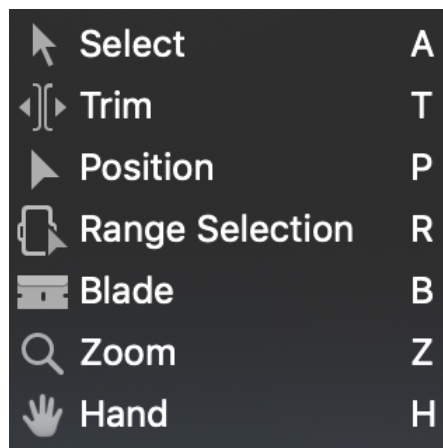 Select A
Trim T
Position P
Range Selection R
Blade B
Zoom Z
Hand H